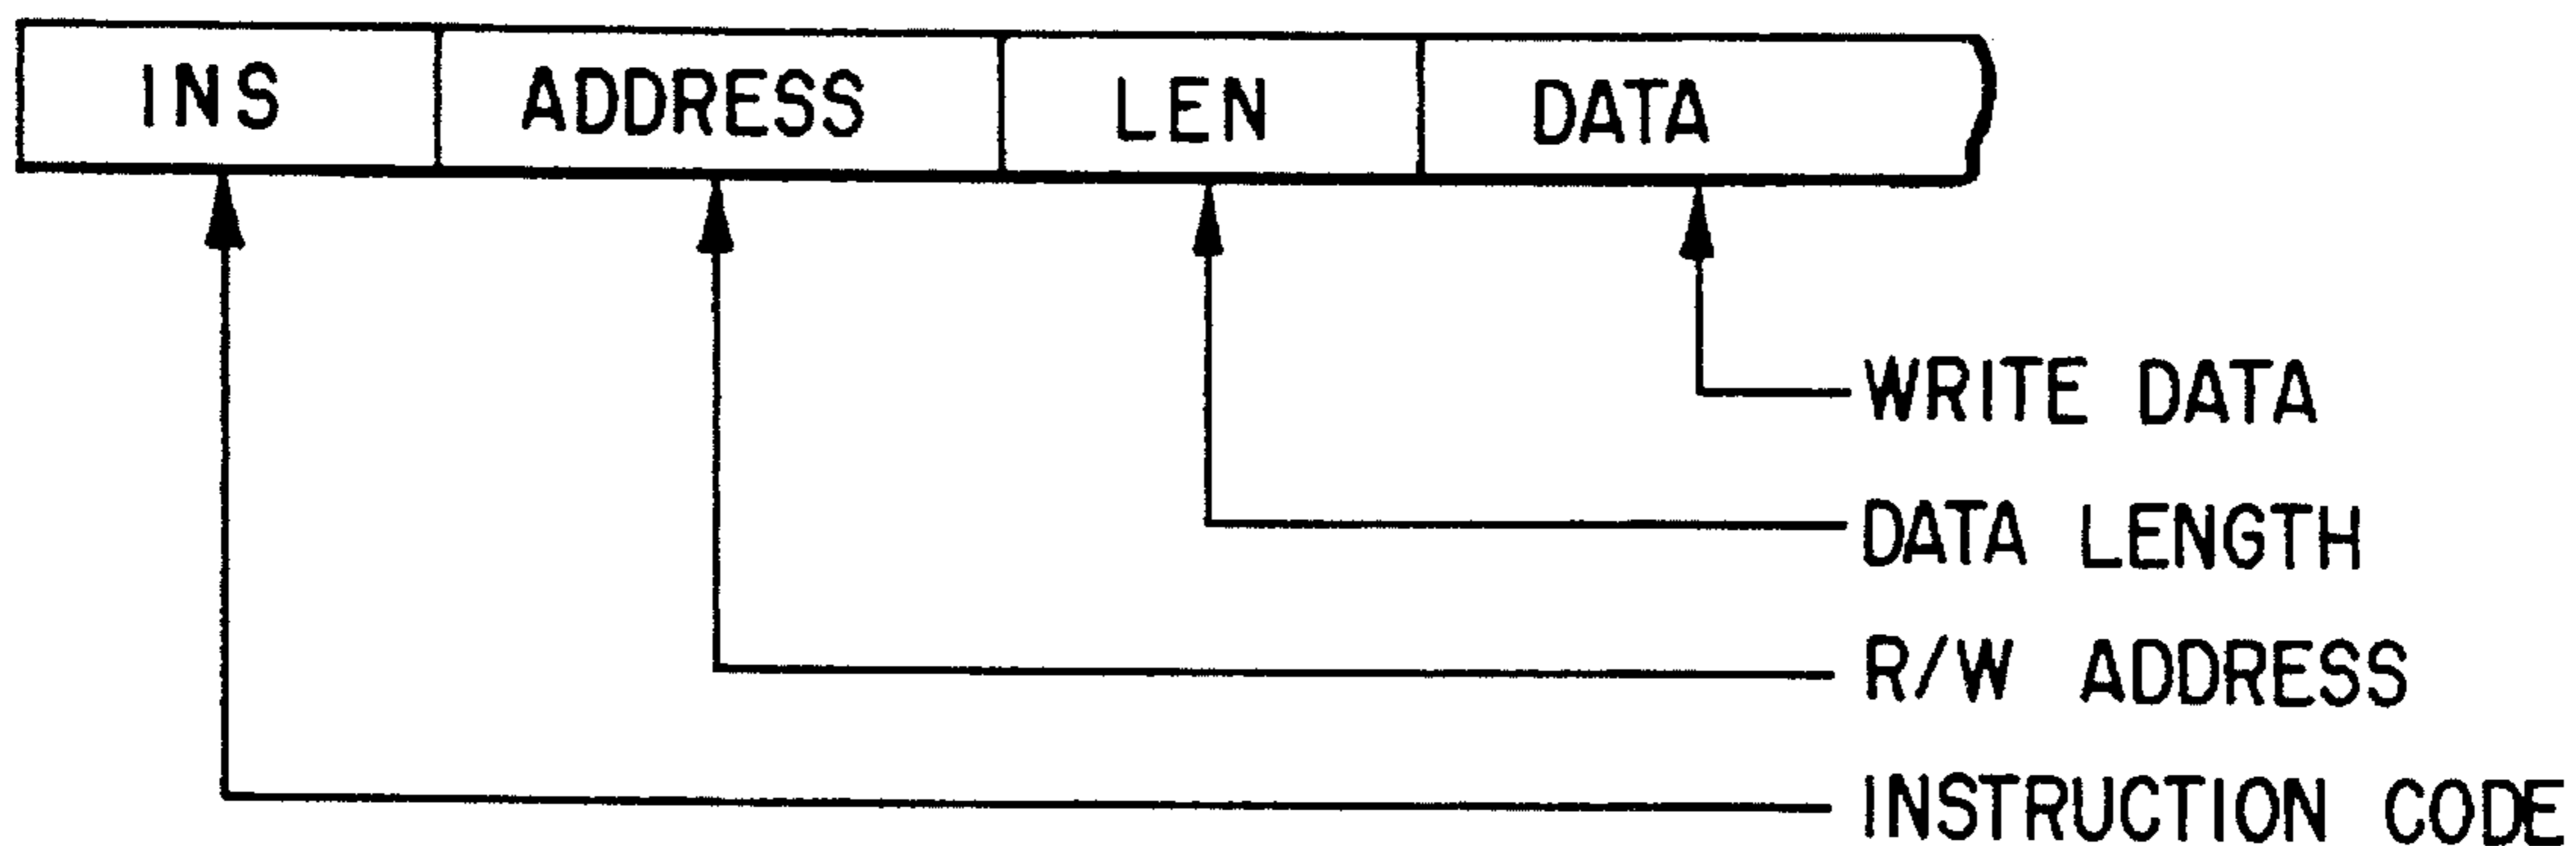 INS ADDRESS LEN DATA
WRITE DATA
DATA LENGTH
R/W ADDRESS
INSTRUCTION CODE